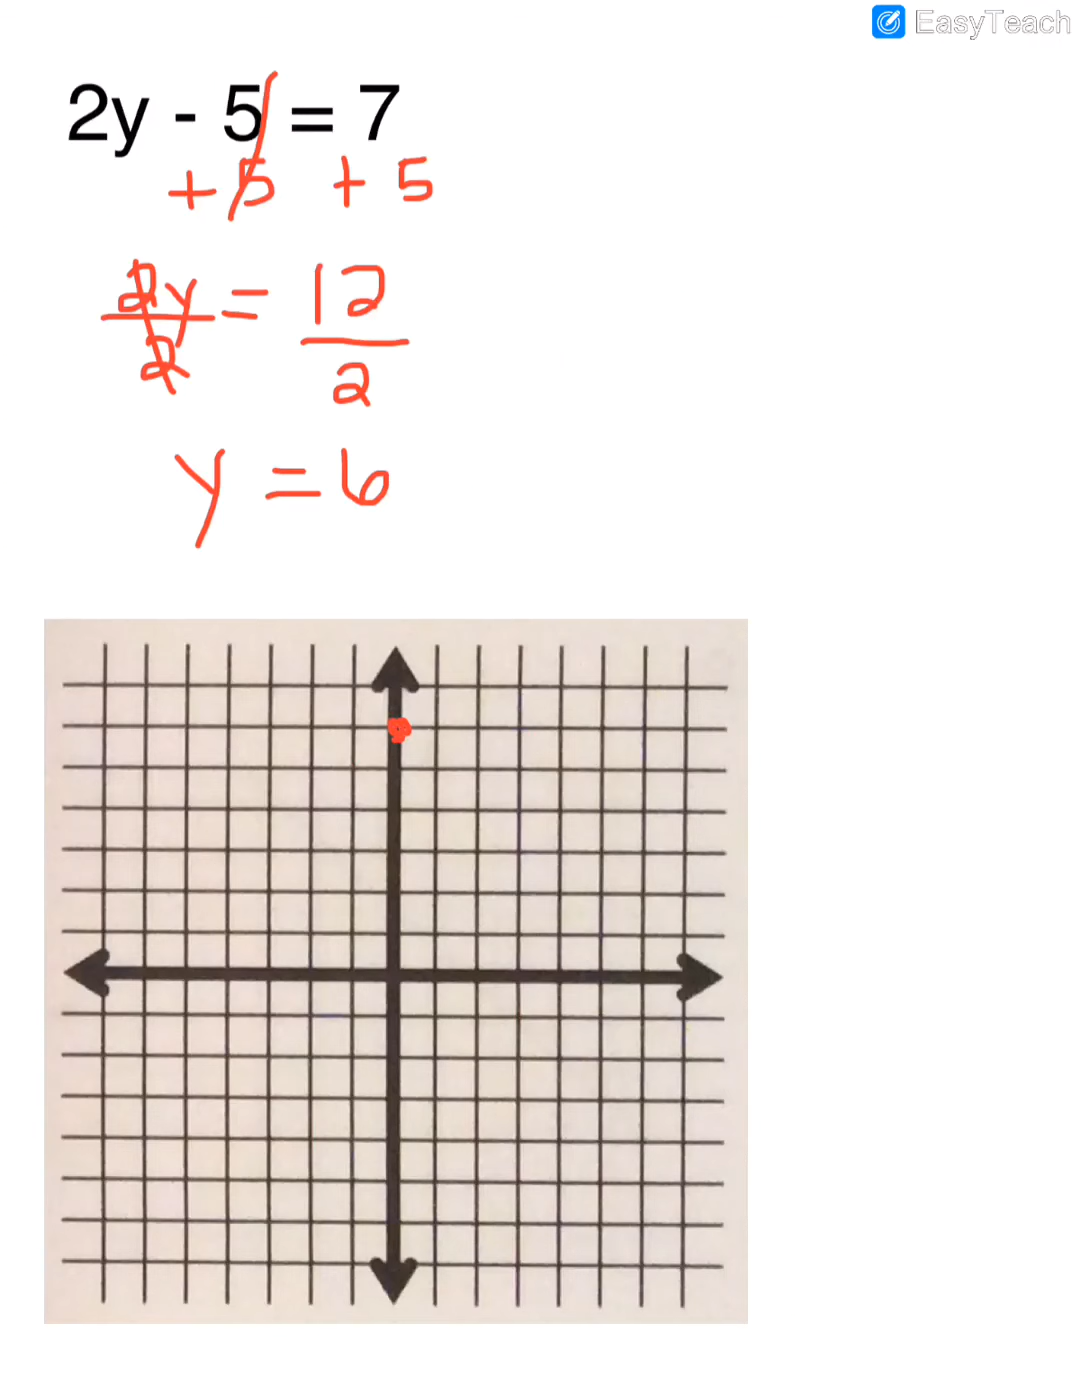 EasyTeach
2y - 5 = 7
+ 5 + 5
2y = 12
2 2
y = 6